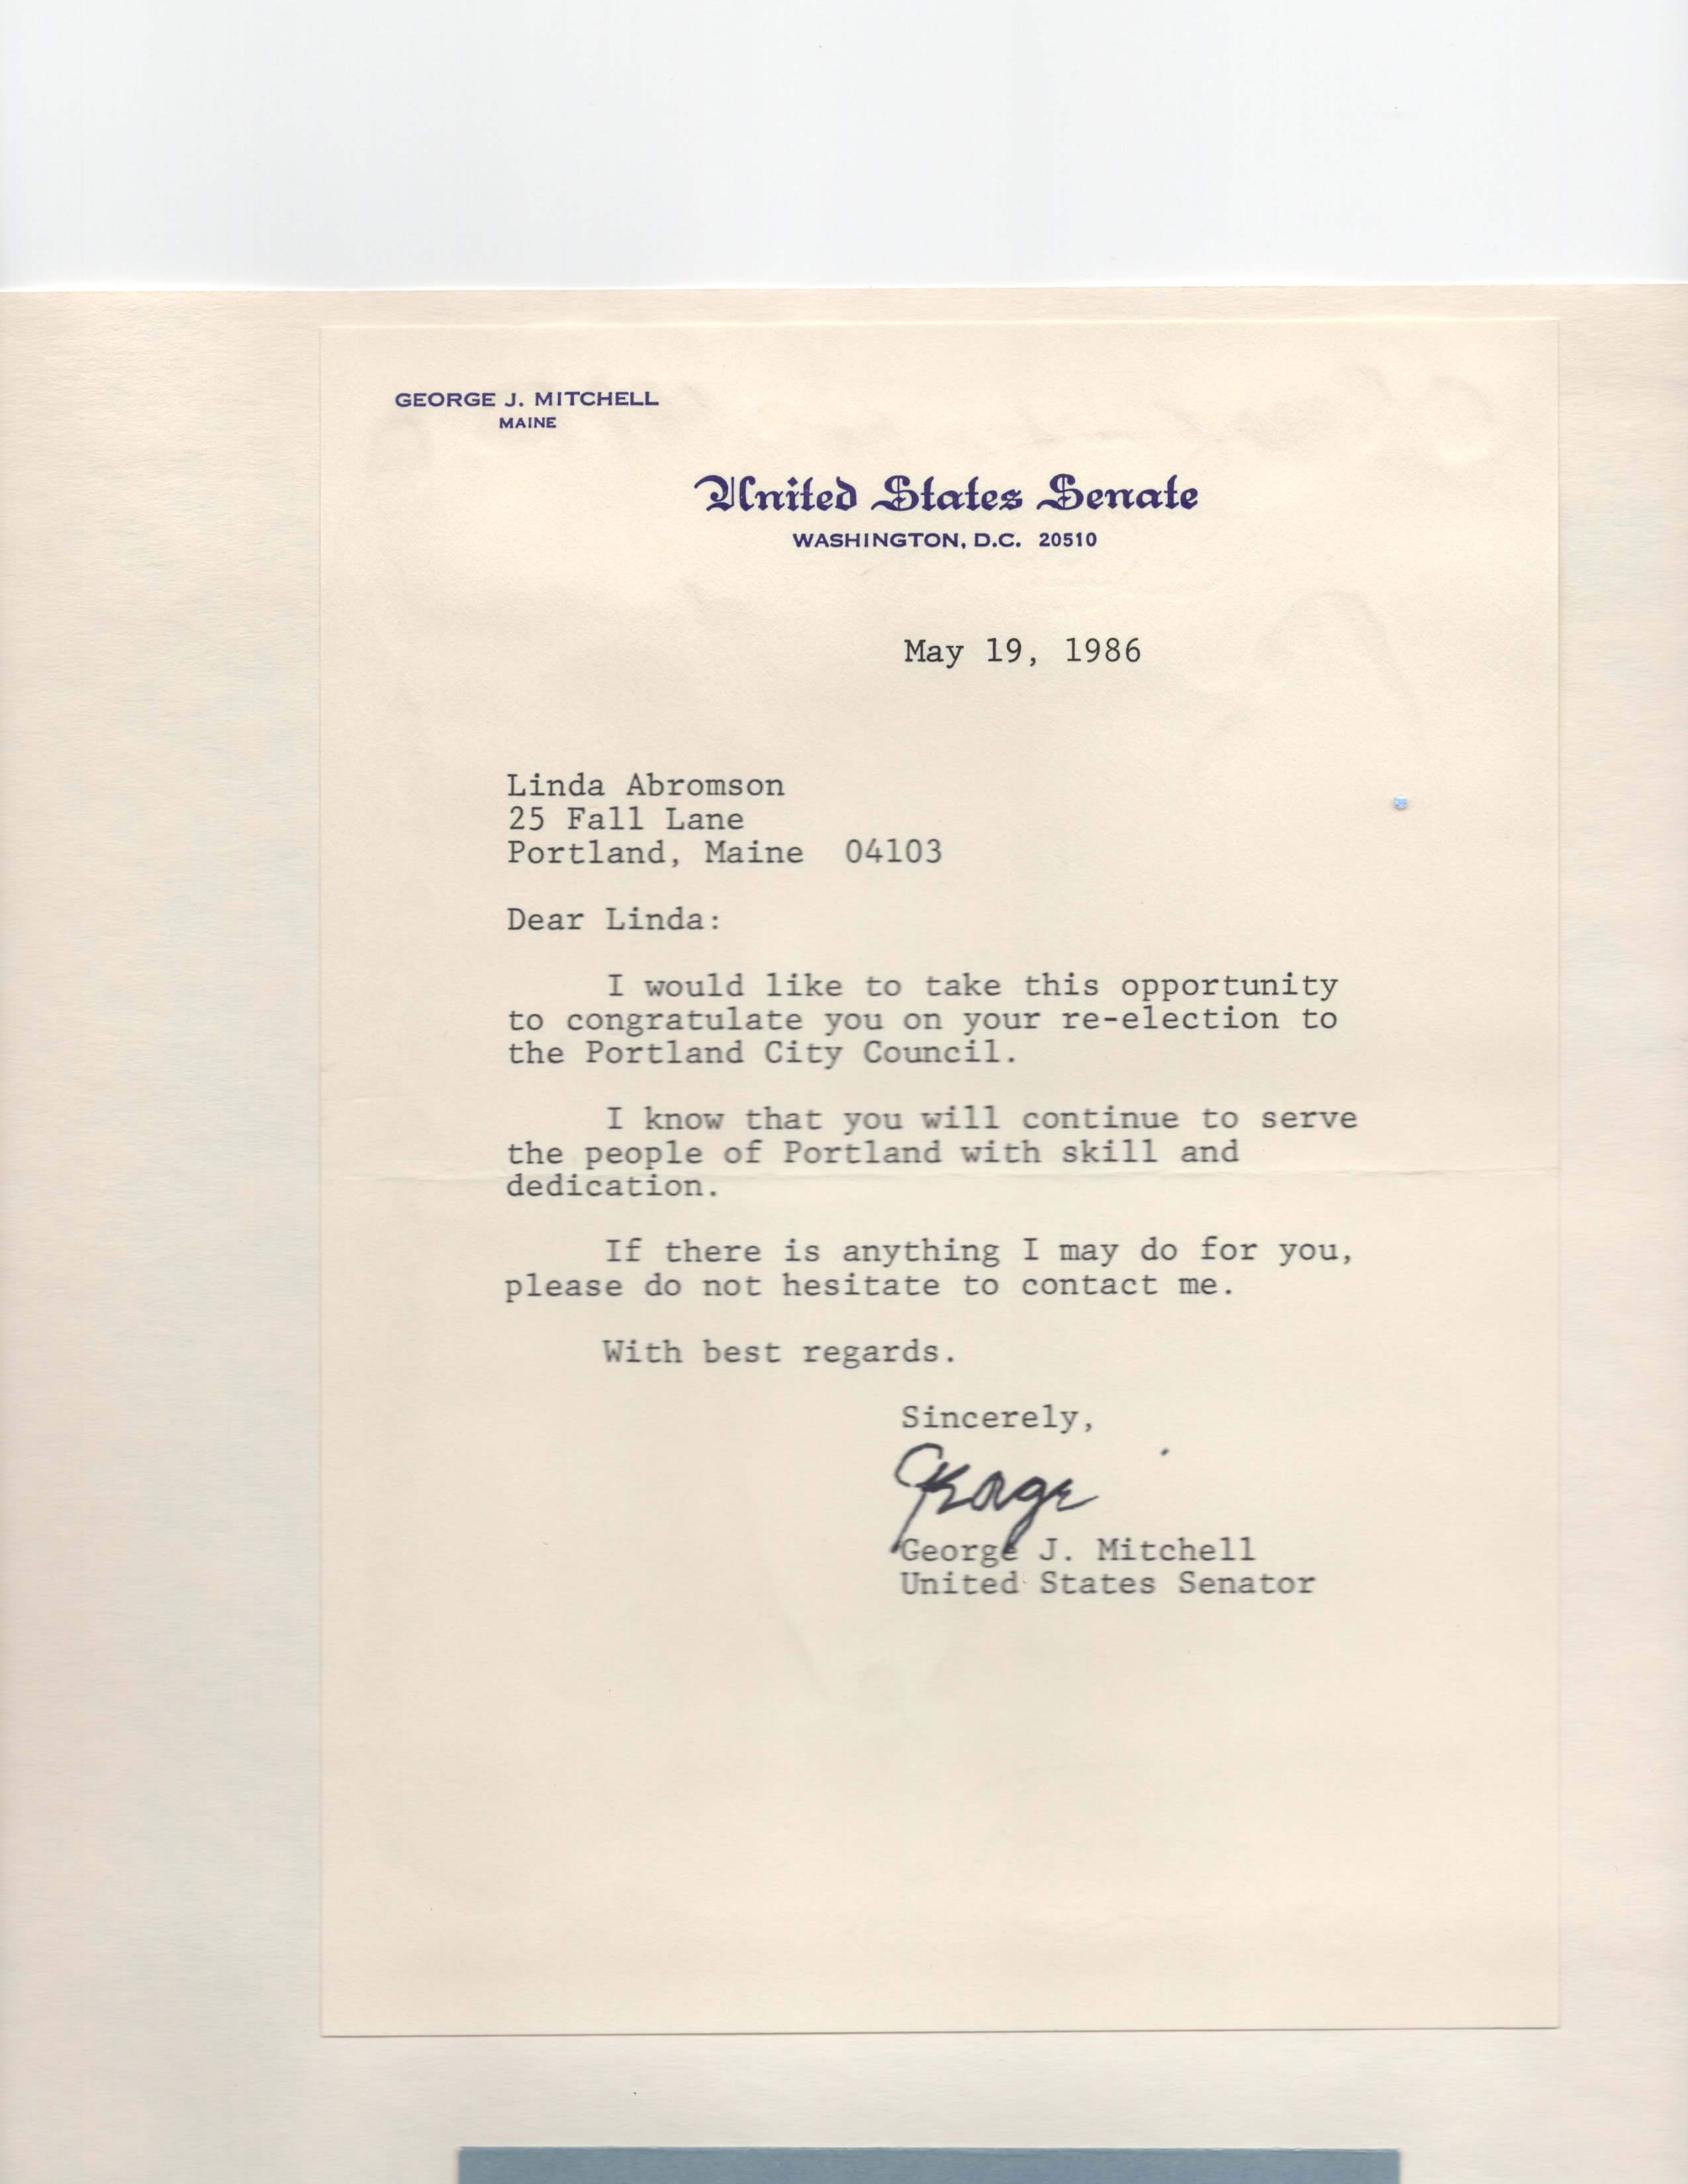 GEORGE J. MITCHELL
MAINE
United States Senate
WASHINGTON, D.C. 20510
May 19, 1986
Linda Abromson
25 Fall Lane
Portland, Maine 04103
Dear Linda:
I would like to take this opportunity
to congratulate you on your re-election to
the Portland City Council.
I know that you will continue to serve
the people of Portland with skill and
dedication.
If there is anything I may do for you,
please do not hesitate to contact me.
With best regards.
Sincerely,
George
George J. Mitchell
United States Senator